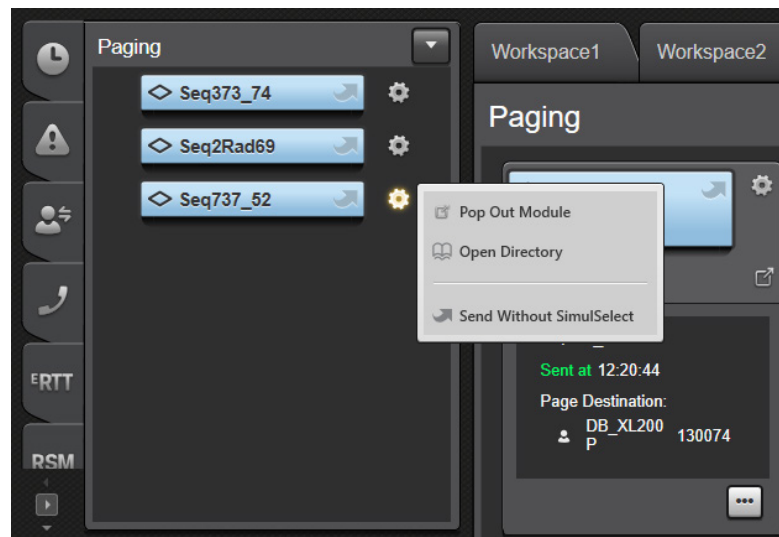 Paging
Seq373_74
Seq2Rad69
Seq737_52
ERTT
RSM
Pop Out Module
Open Directory
Send Without SimulSelect
Workspace1
Workspace2
Paging
Sent at 12:20:44
Page Destination:
DB_XL200 130074
P